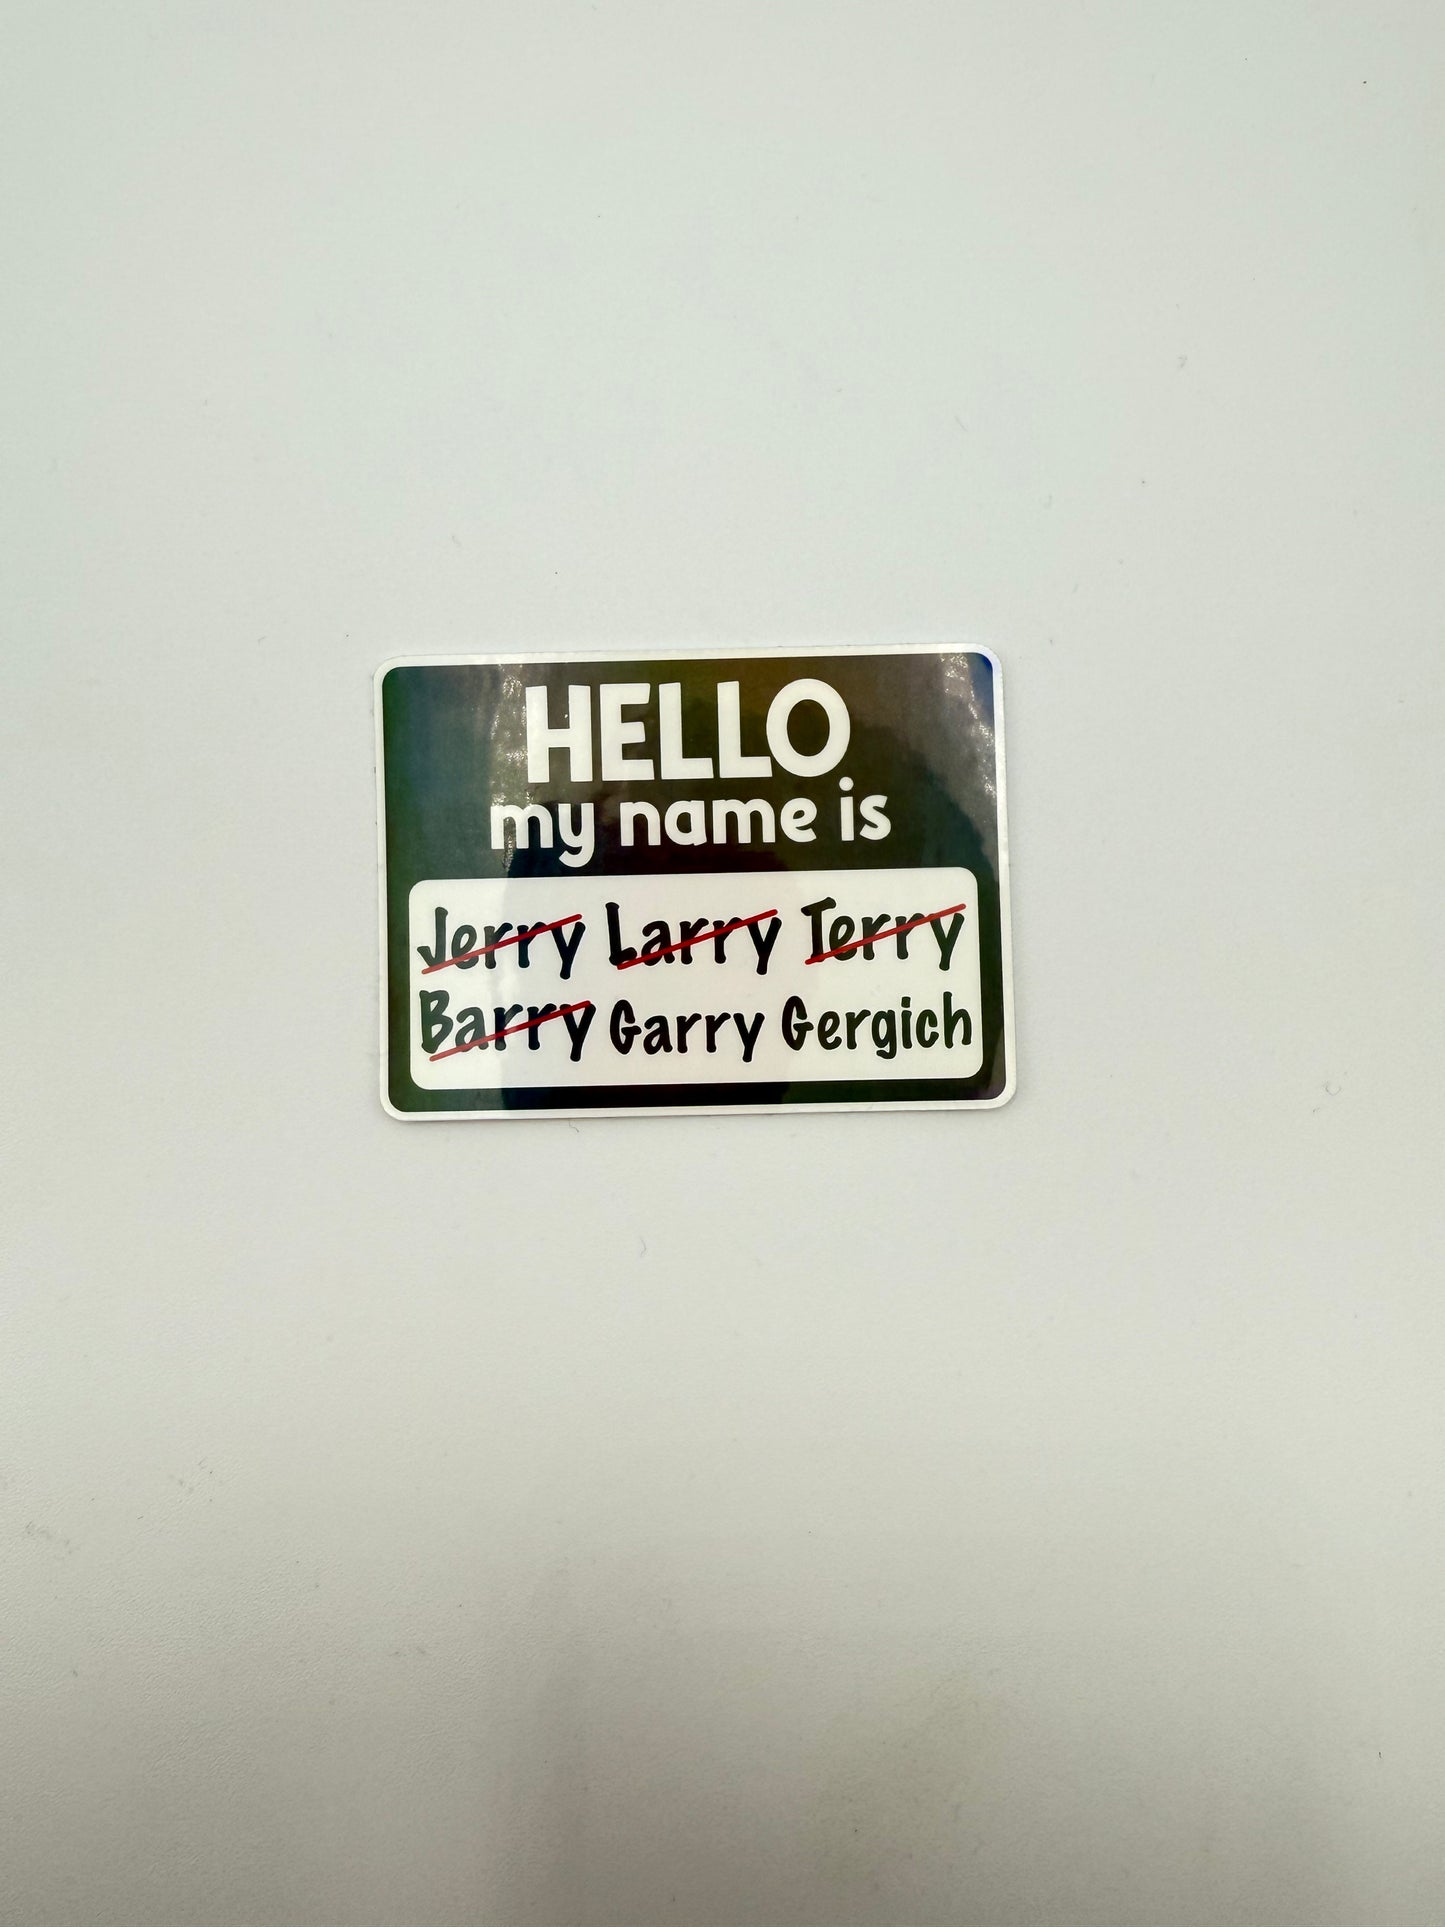 HELLO
my name is
Jerry Larry Terry
Barry Garry Gergich